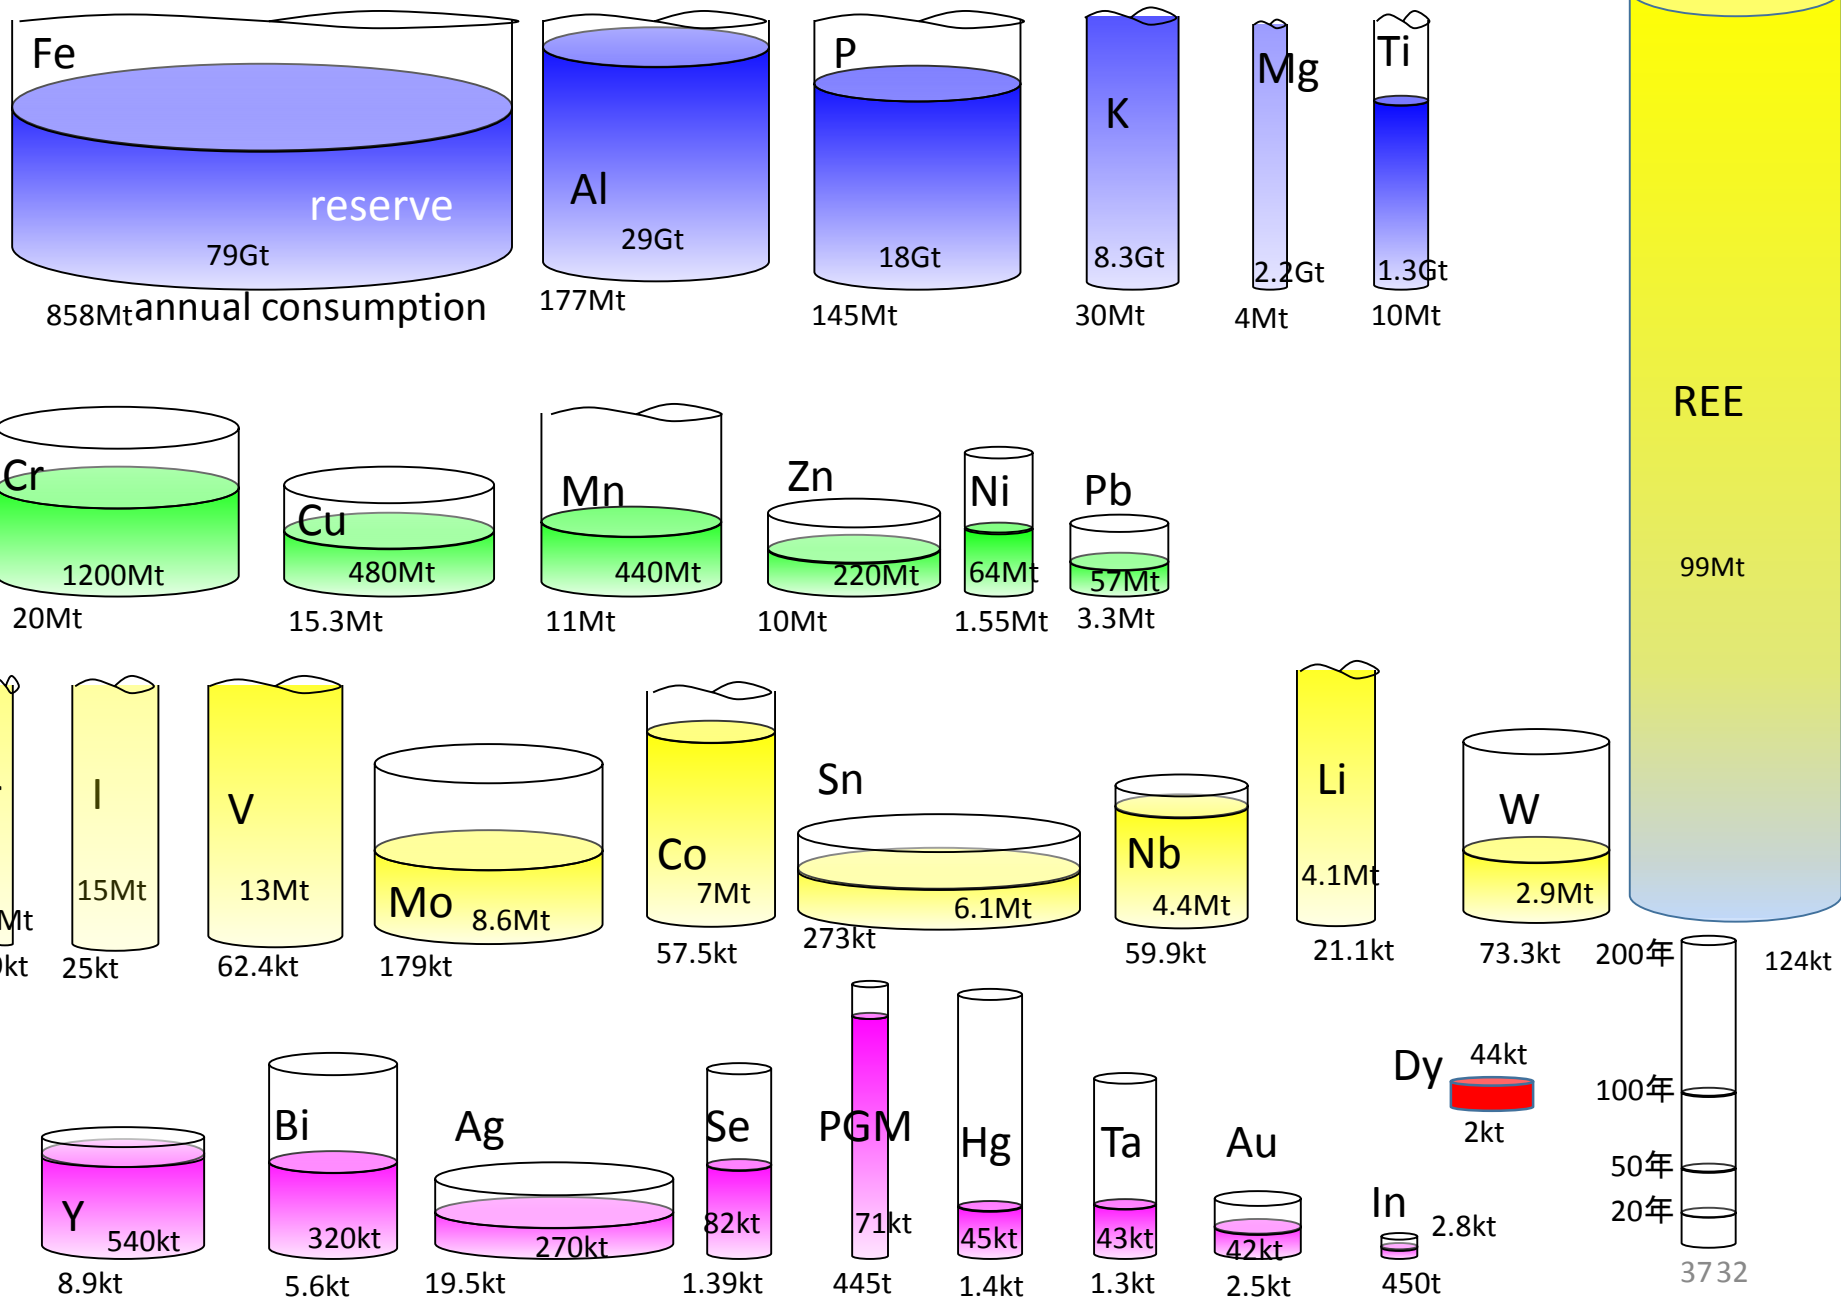 Fe
Al
P
K
Mg
Ti
reserve
79Gt
29Gt
18Gt
8.3Gt
2.2Gt
1.3Gt
858Mt
annual consumption
177Mt
145Mt
30Mt
4Mt
10Mt
REE
99Mt
Cr
Cu
Mn
Zn
Ni
Pb
1200Mt
480Mt
440Mt
220Mt
64Mt
57Mt
20Mt
15.3Mt
11Mt
10Mt
1.55Mt
3.3Mt
I
V
Mo
Co
Sn
Nb
Li
W
Mt
15Mt
13Mt
8.6Mt
7Mt
6.1Mt
4.4Mt
4.1Mt
2.9Mt
kt
25kt
62.4kt
179kt
57.5kt
273kt
59.9kt
21.1kt
73.3kt
200年
124kt
Y
Bi
Ag
Se
PGM
Hg
Ta
Au
In
Dy
44kt
2kt
100年
50年
20年
540kt
320kt
270kt
82kt
71kt
45kt
43kt
42kt
2.8kt
8.9kt
5.6kt
19.5kt
1.39kt
445t
1.4kt
1.3kt
2.5kt
450t
3732